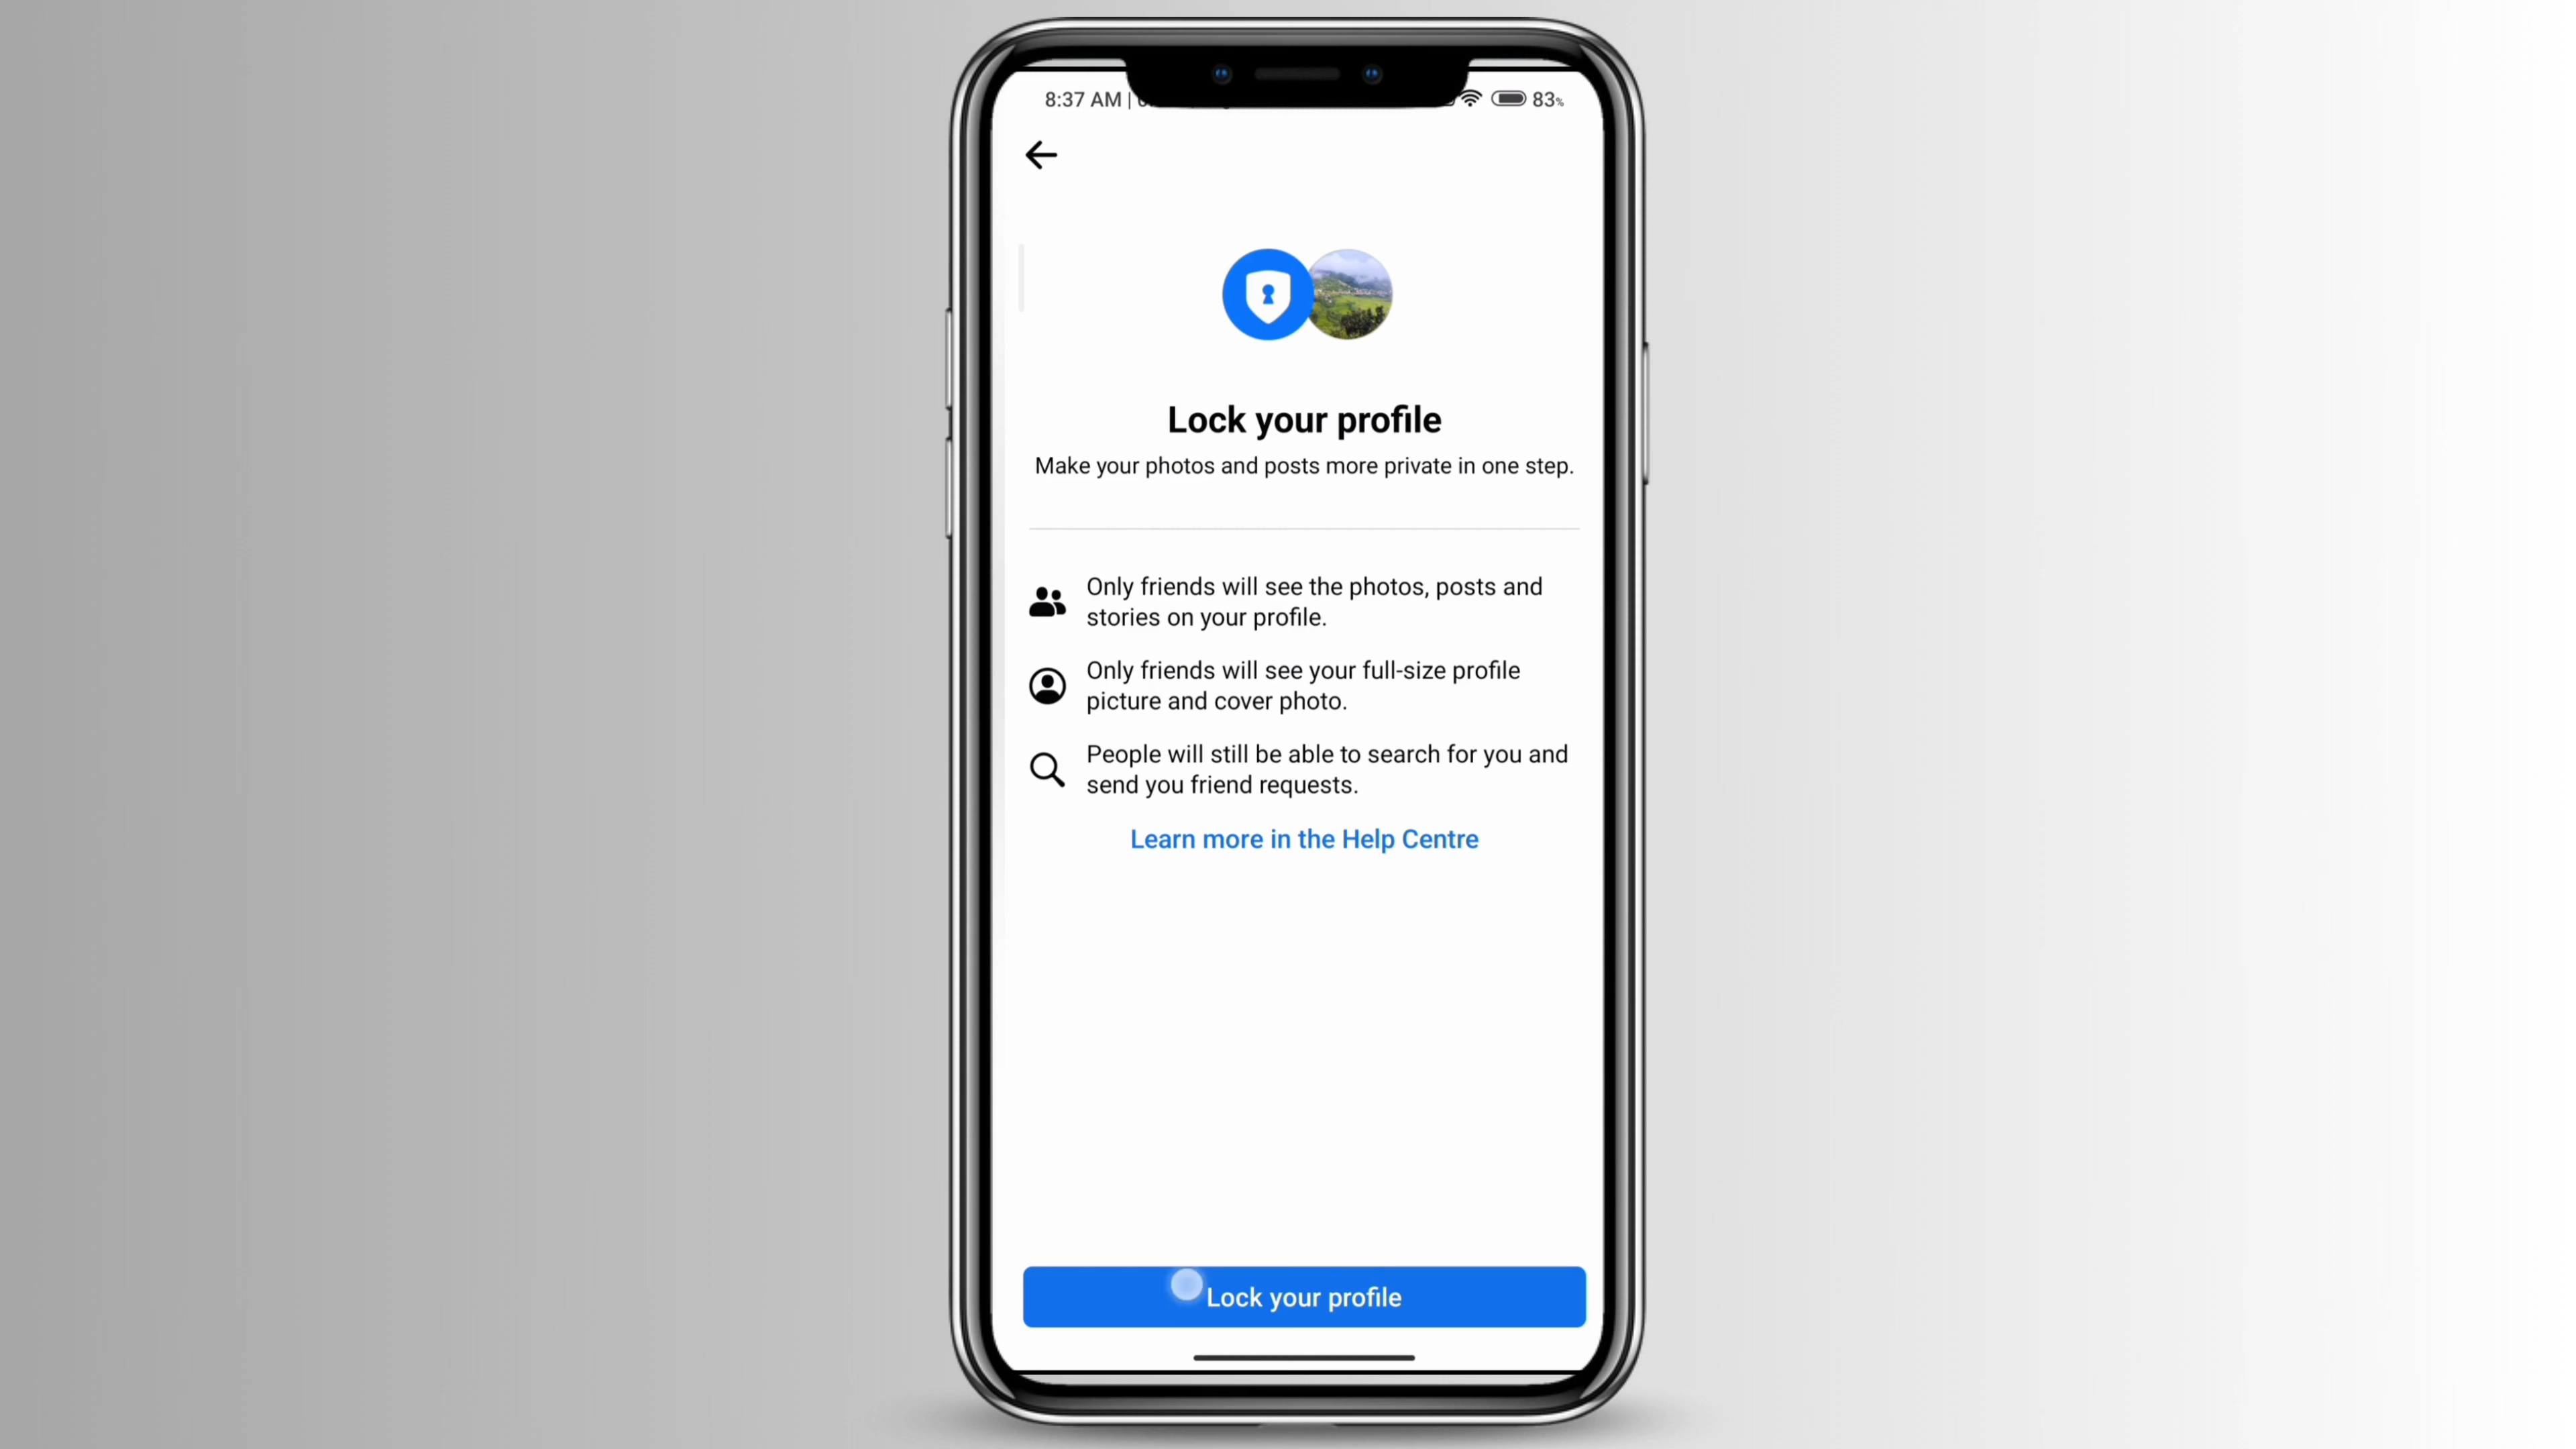 8:37 AM |
83%
Lock your profile
Make your photos and posts more private in one step.
Only friends will see the photos, posts and
stories on your profile.
Only friends will see your full-size profile
picture and cover photo.
People will still be able to search for you and
send you friend requests.
Learn more in the Help Centre
Lock your profile